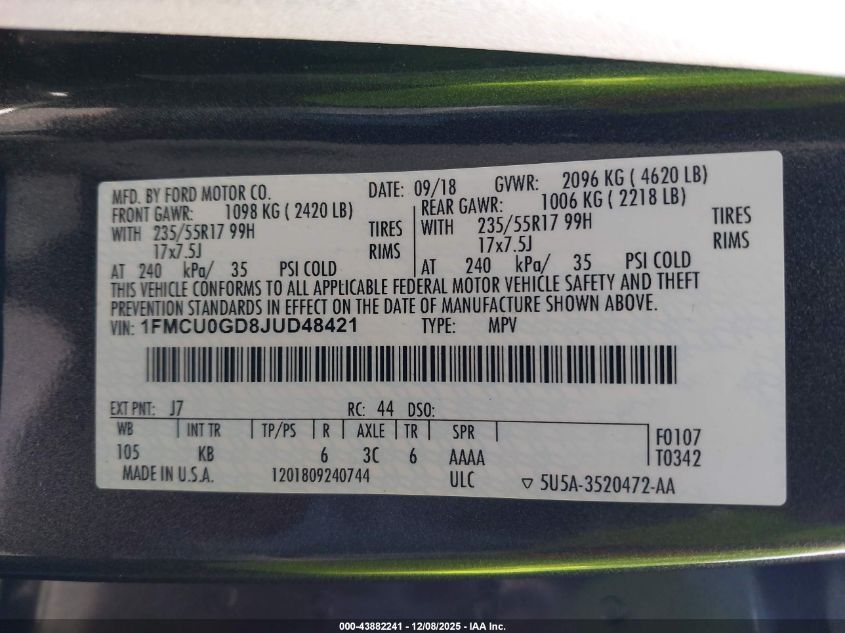 MFD. BY FORD MOTOR CO. DATE: 09/18 GVWR: 2096 KG ( 4620 LB)
FRONT GAWR: 1098 KG ( 2420 LB) REAR GAWR: 1006 KG ( 2218 LB)
WITH 235/55R17 99H TIRES WITH 235/55R17 99H TIRES
17x7.5J RIMS 17x7.5J RIMS
AT 240 kPa/ 35 PSI COLD AT 240 kPa/ 35 PSI COLD
THIS VEHICLE CONFORMS TO ALL APPLICABLE FEDERAL MOTOR VEHICLE SAFETY AND THEFT
PREVENTION STANDARDS IN EFFECT ON THE DATE OF MANUFACTURE SHOWN ABOVE.
VIN: 1FMCU0GD8JUD48421 TYPE: MPV
EXT PNT: J7 RC: 44 DSO:
WB INT TR TP/PS R AXLE TR SPR F0107
105 KB 6 3C 6 AAAA T0342
MADE IN U.S.A. 1201809240744 ULC 5U5A-3520472-AA
000-43882241 - 12/08/2025 - IAA Inc.